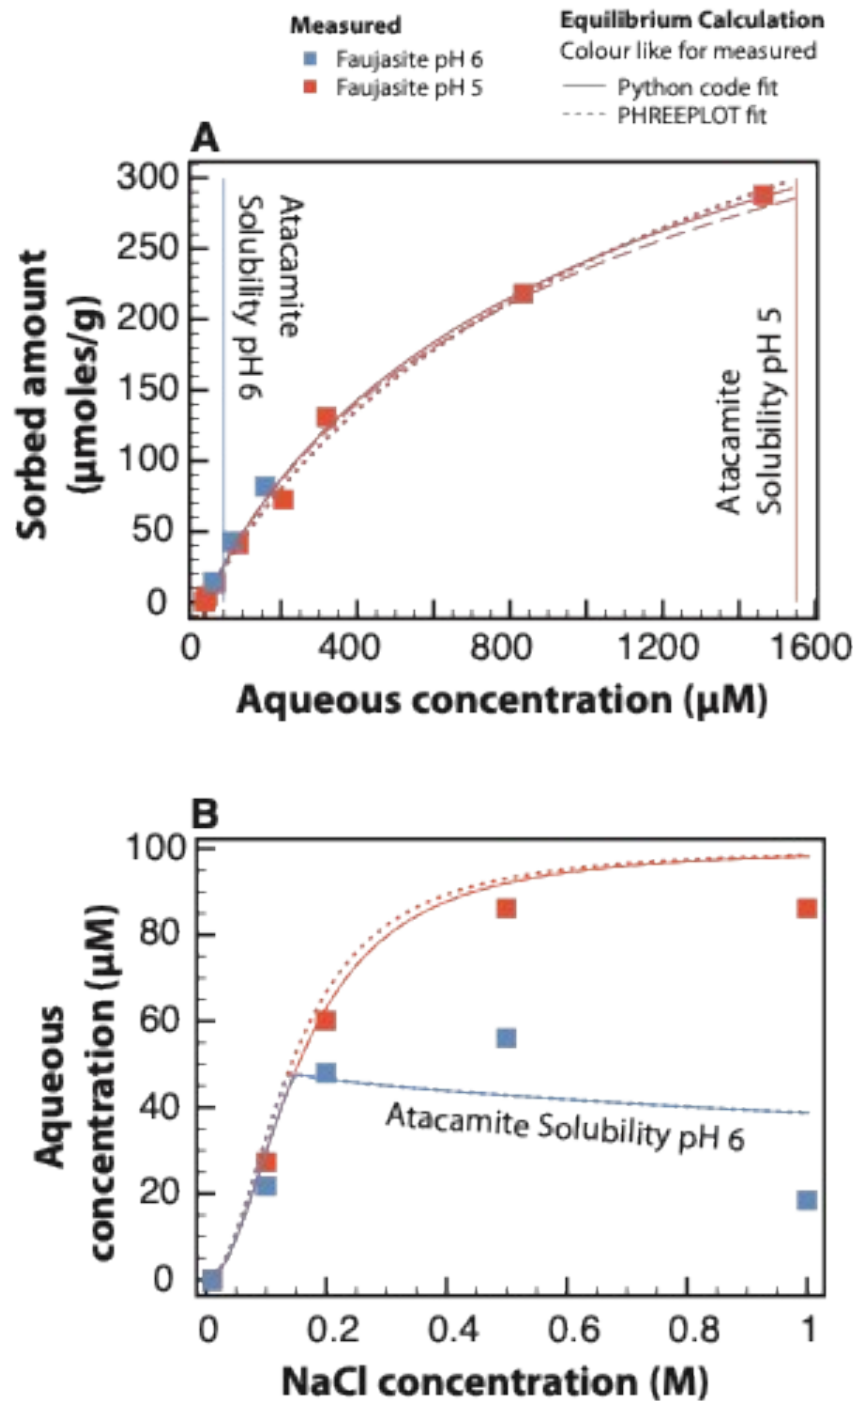 Measured
Faujasite pH 6
Faujasite pH 5
Equilibrium Calculation
Colour like for measured
Python code fit
PHREEPLOT fit
A
300
250
200
150
100
50
0
Sorbed amount
(µmoles/g)
Atacamite
Solubility pH 6
Atacamite
Solubility pH 5
0 400 800 1200 1600
Aqueous concentration (µM)
B
100
80
60
40
20
0
Aqueous
concentration (µM)
Atacamite Solubility pH 6
0 0.2 0.4 0.6 0.8 1
NaCl concentration (M)